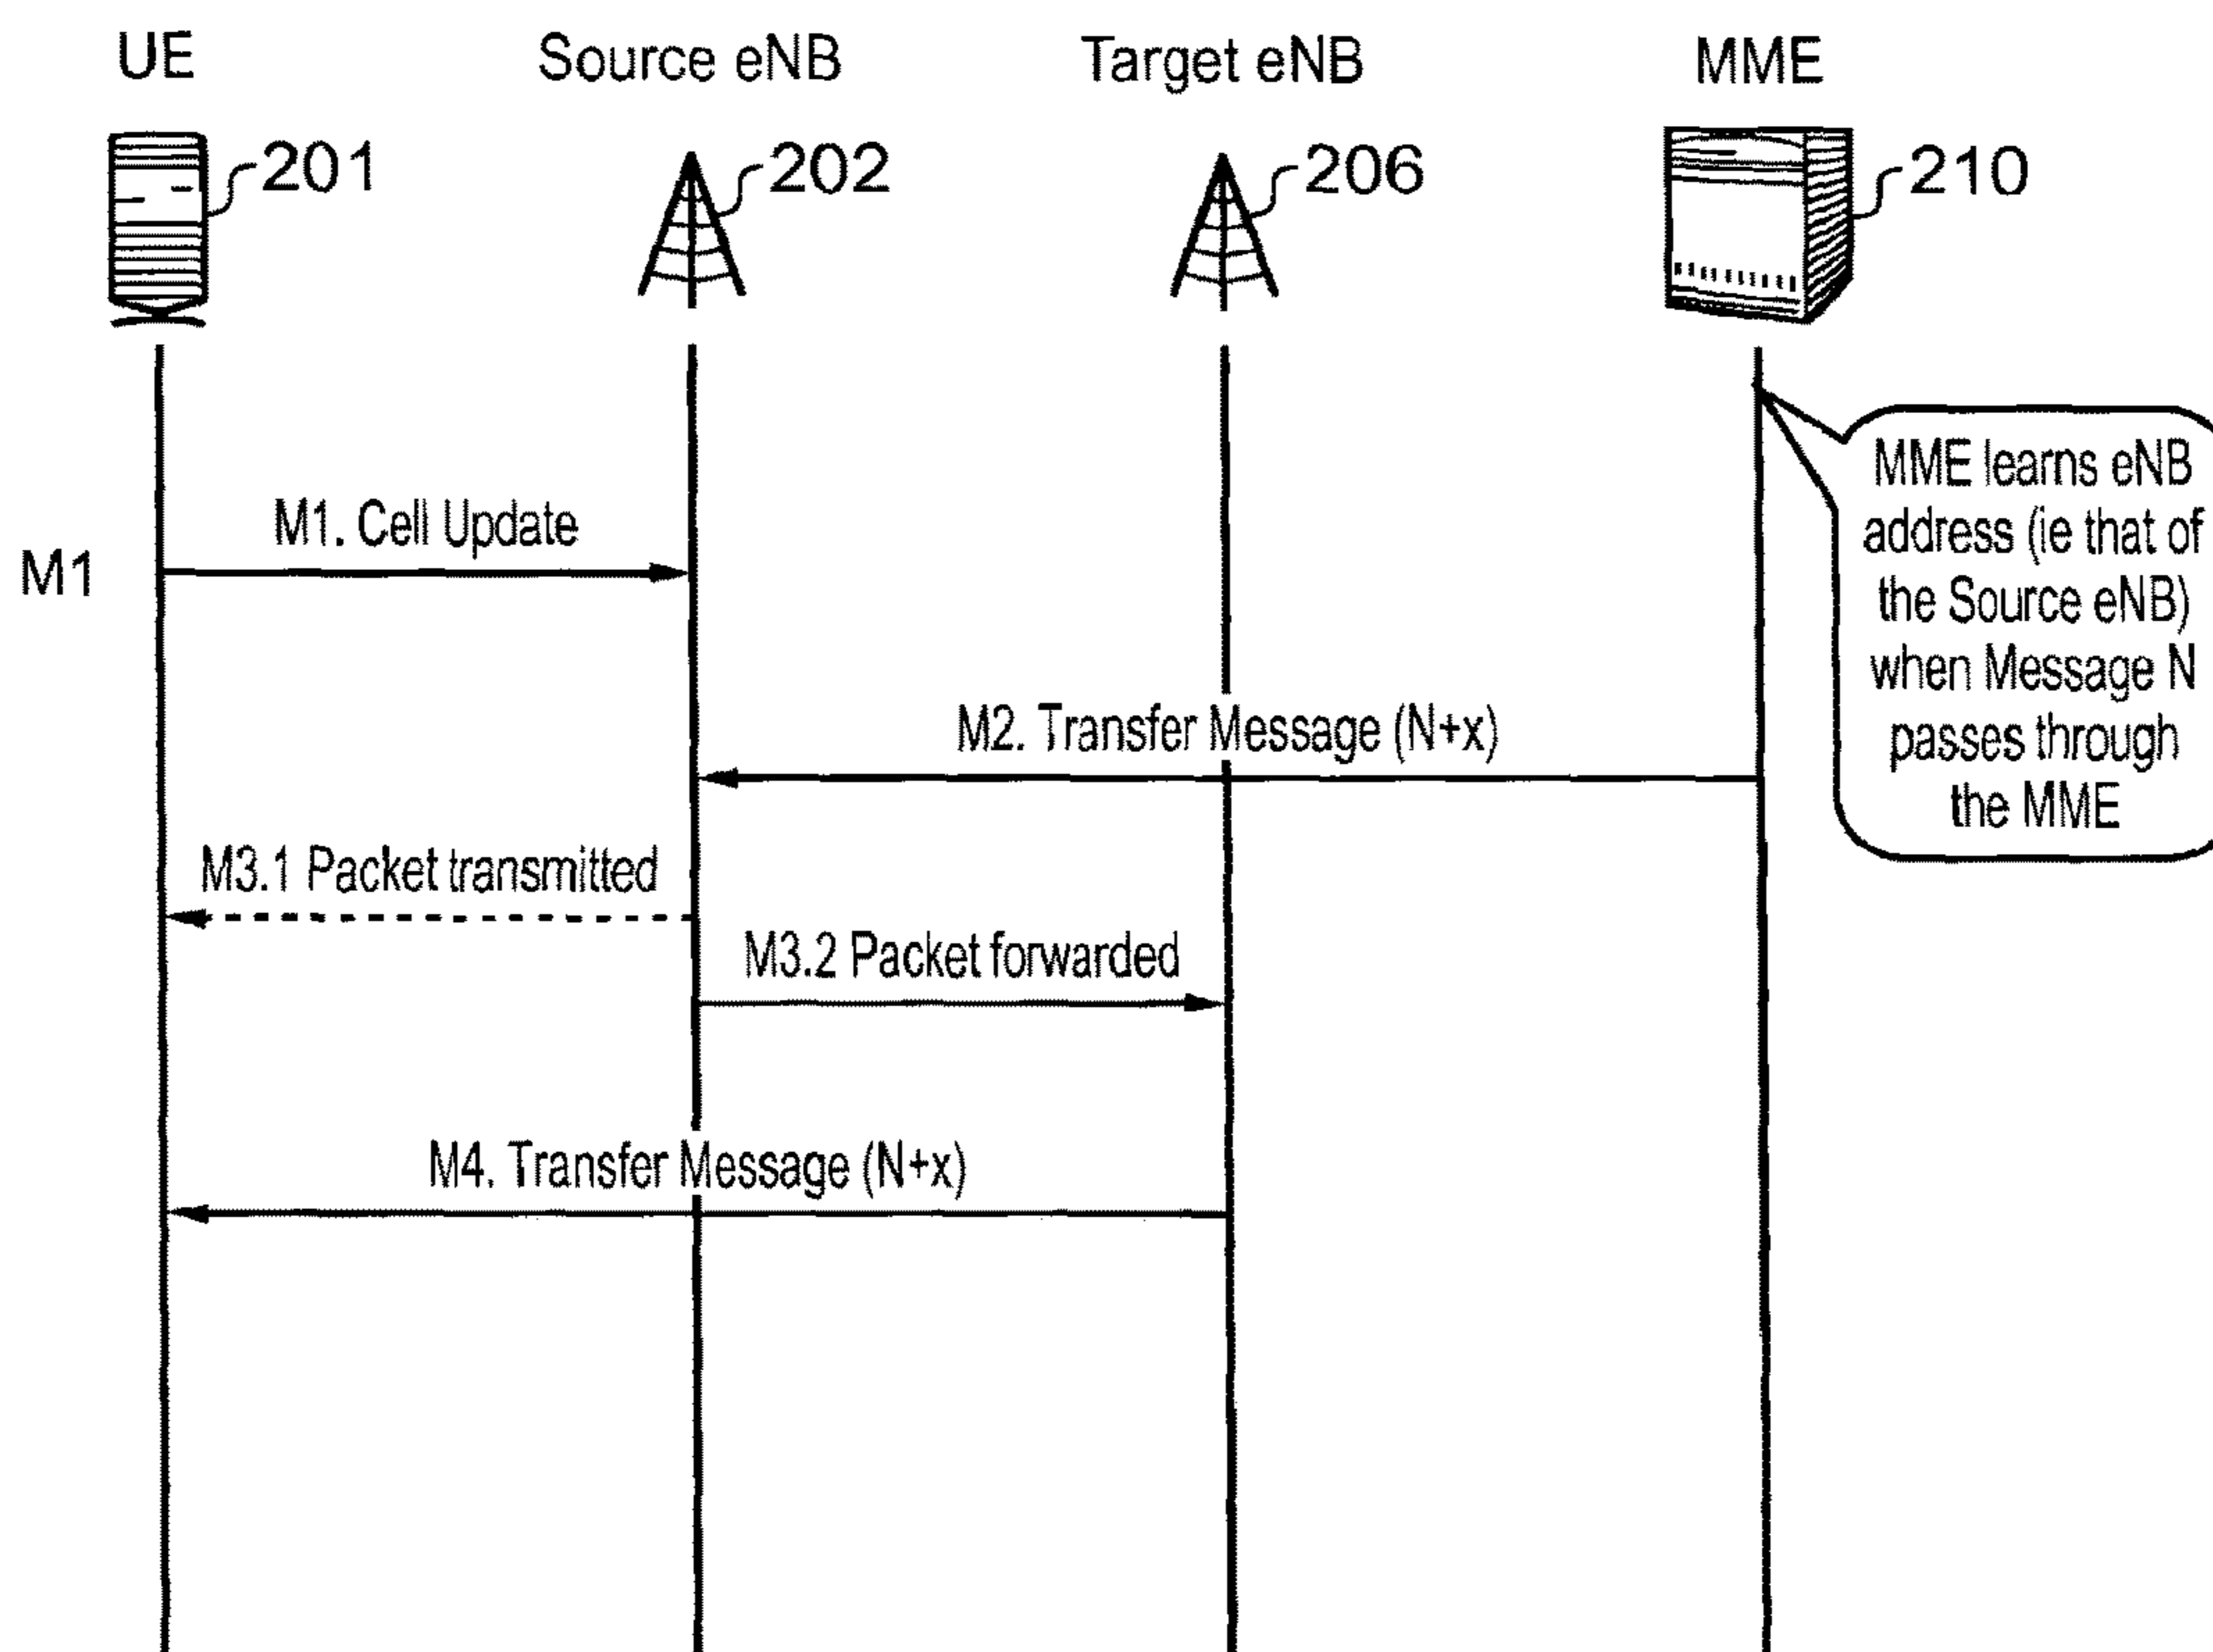 UE
Source eNB
Target eNB
MME
201
202
206
210
MME learns eNB
address (ie that of
the Source eNB)
when Message N
passes through
the MME
M1. Cell Update
M1
M2. Transfer Message (N+x)
M3.1 Packet transmitted
M3.2 Packet forwarded
M4. Transfer Message (N+x)